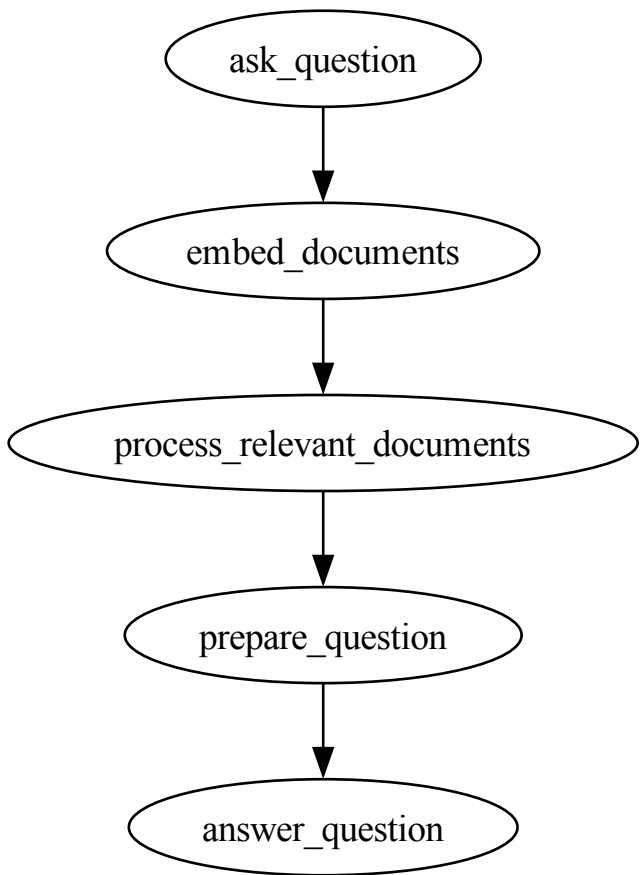 ask_question
embed_documents
process_relevant_documents
prepare_question
answer_question